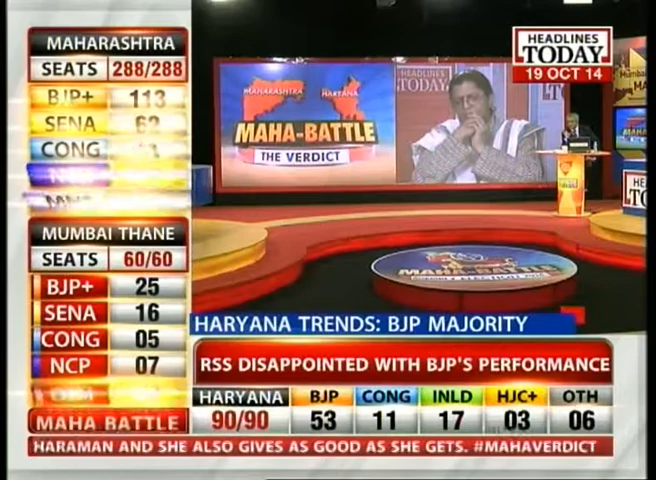 MAHARASHTRA
SEATS 288/288
BJP+ 113
SENA 62
CONG
MUMBAI THANE
SEATS 60/60
BJP+ 25
SENA 16
CONG 05
NCP 07
MAHA BATTLE
HEADLINES
TODAY
19 OCT 14
MAHARASHTRA
HARYANA
MAHA-BATTLE
THE VERDICT
HEADLINES
TODAY
MAHA-BATTLE
HARYANA TRENDS: BJP MAJORITY
RSS DISAPPOINTED WITH BJP'S PERFORMANCE
HARYANA BJP CONG INLD HJC+ OTH
90/90 53 11 17 03 06
HARAMAN AND SHE ALSO GIVES AS GOOD AS SHE GETS. #MAHAVERDICT